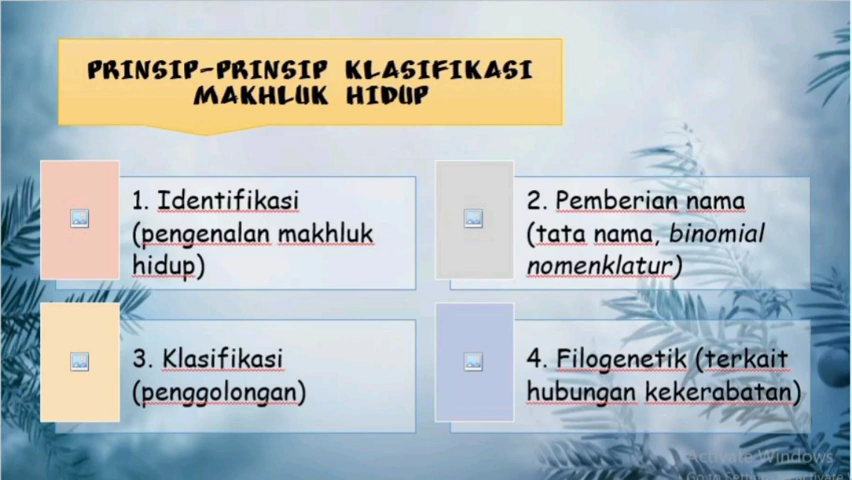 PRINSIP-PRINSIP KLASIFIKASI
MAKHLUK HIDUP
1. Identifikasi
(pengenalan makhluk
hidup)
2. Pemberian nama
(tata nama, binomial
nomenklatur)
3. Klasifikasi
(penggolongan)
4. Filogenetik (terkait
hubungan kekerabatan)
Activate Windows